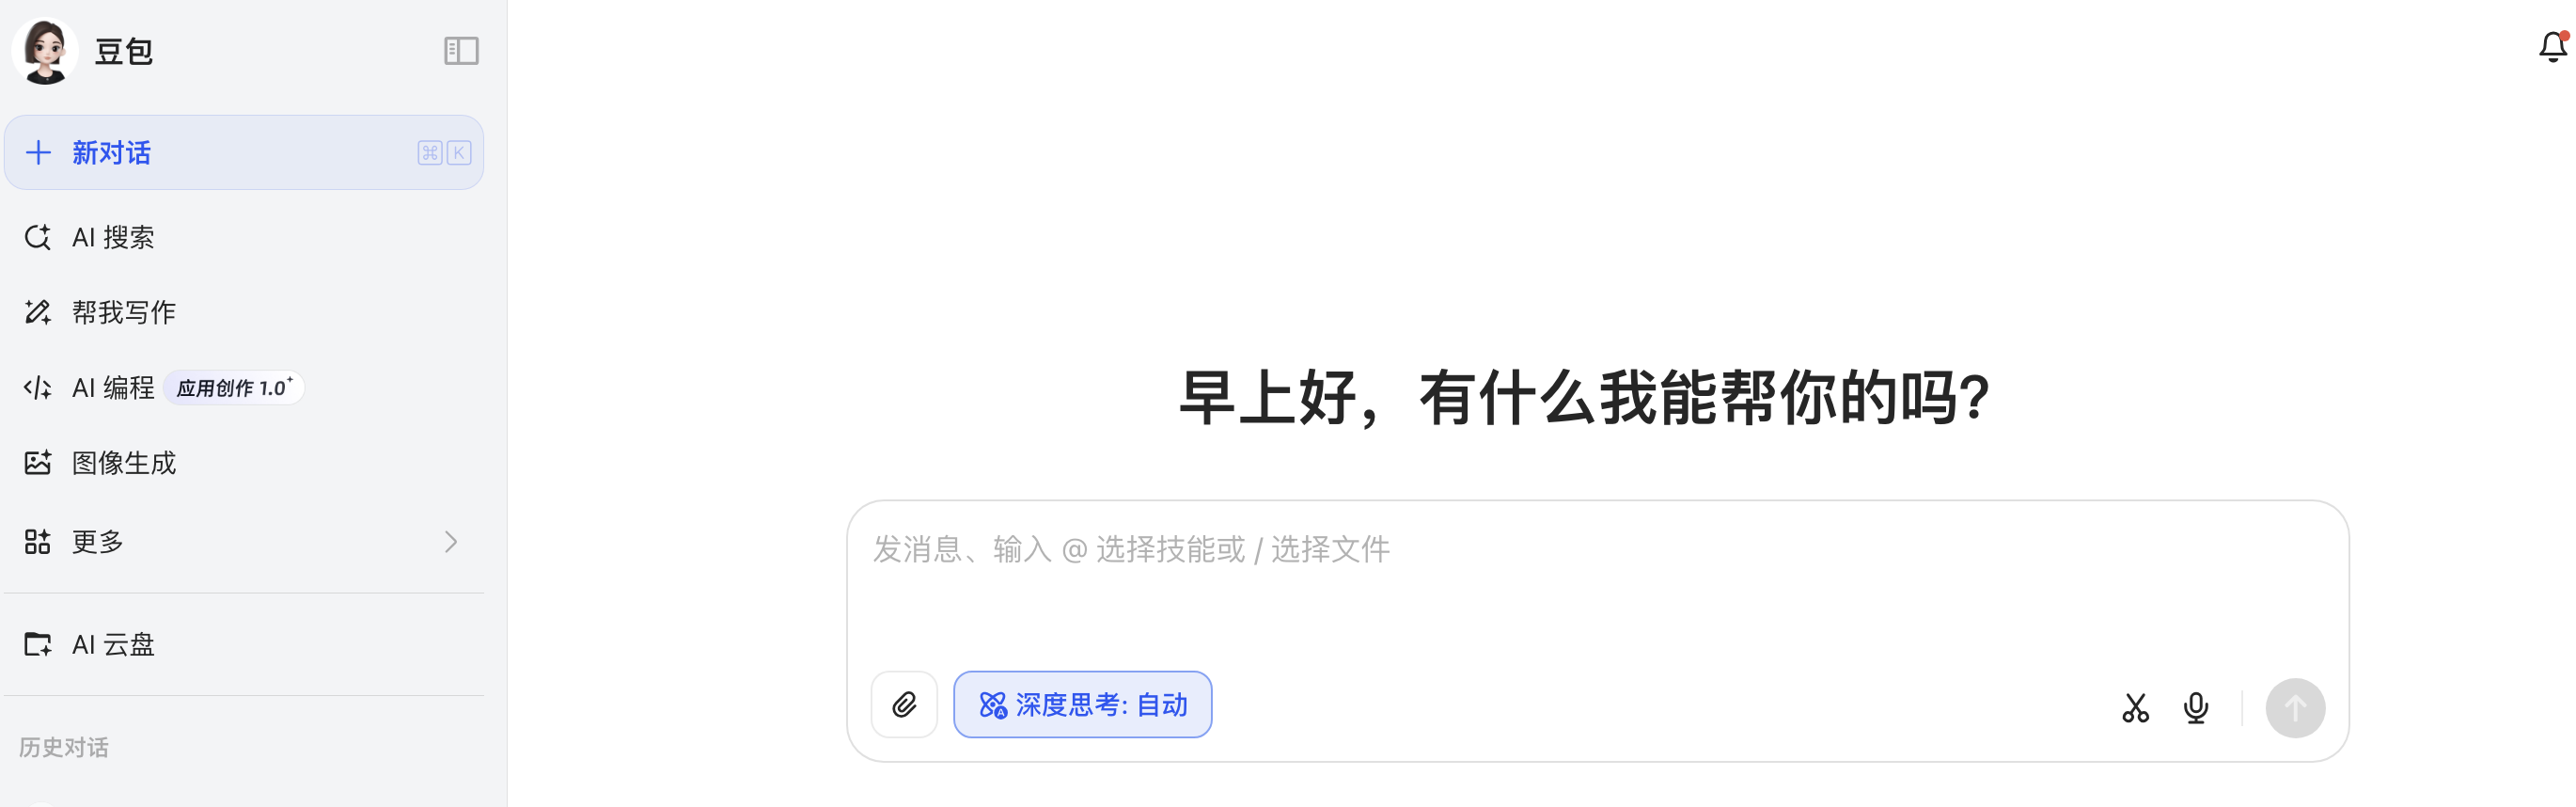 豆包
新对话
⌘ K
AI 搜索
帮我写作
AI 编程 应用创作 1.0
图像生成
更多
AI 云盘
历史对话
早上好，有什么我能帮你的吗?
发消息、输入 @ 选择技能或 / 选择文件
深度思考: 自动